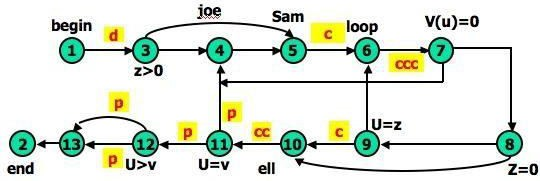 joe
begin Sam loop V(u)=0
d c
1 3 4 5 6 7
z>0 ccc
p p
U=z
p cc c
2 13 12 11 10 9 8
p
end U>v U=v ell Z=0